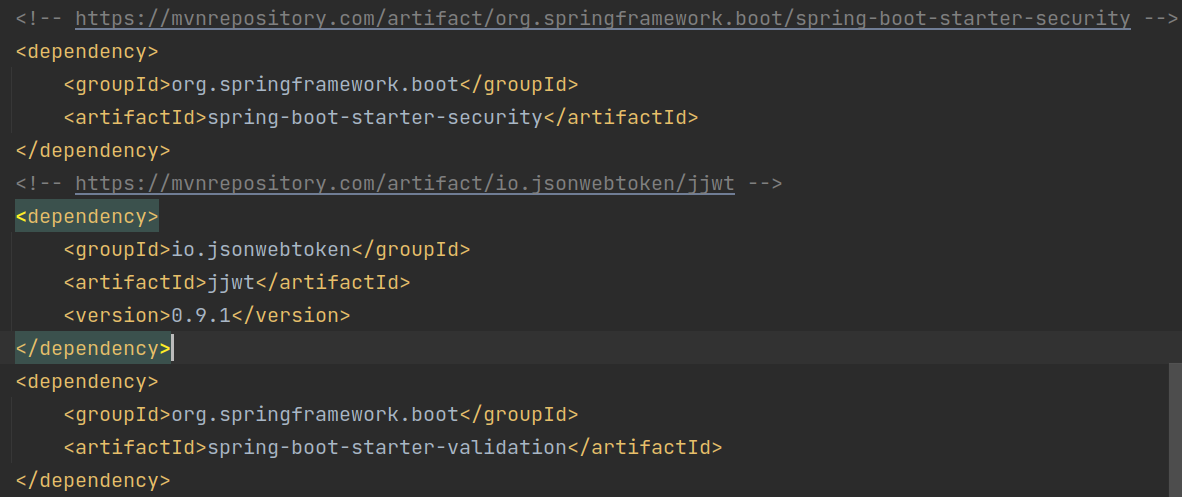 <!-- https://mvnrepository.com/artifact/org.springframework.boot/spring-boot-starter-security -->
<dependency>
    <groupId>org.springframework.boot</groupId>
    <artifactId>spring-boot-starter-security</artifactId>
</dependency>
<!-- https://mvnrepository.com/artifact/io.jsonwebtoken/jjwt -->
<dependency>
    <groupId>io.jsonwebtoken</groupId>
    <artifactId>jjwt</artifactId>
    <version>0.9.1</version>
</dependency>
<dependency>
    <groupId>org.springframework.boot</groupId>
    <artifactId>spring-boot-starter-validation</artifactId>
</dependency>